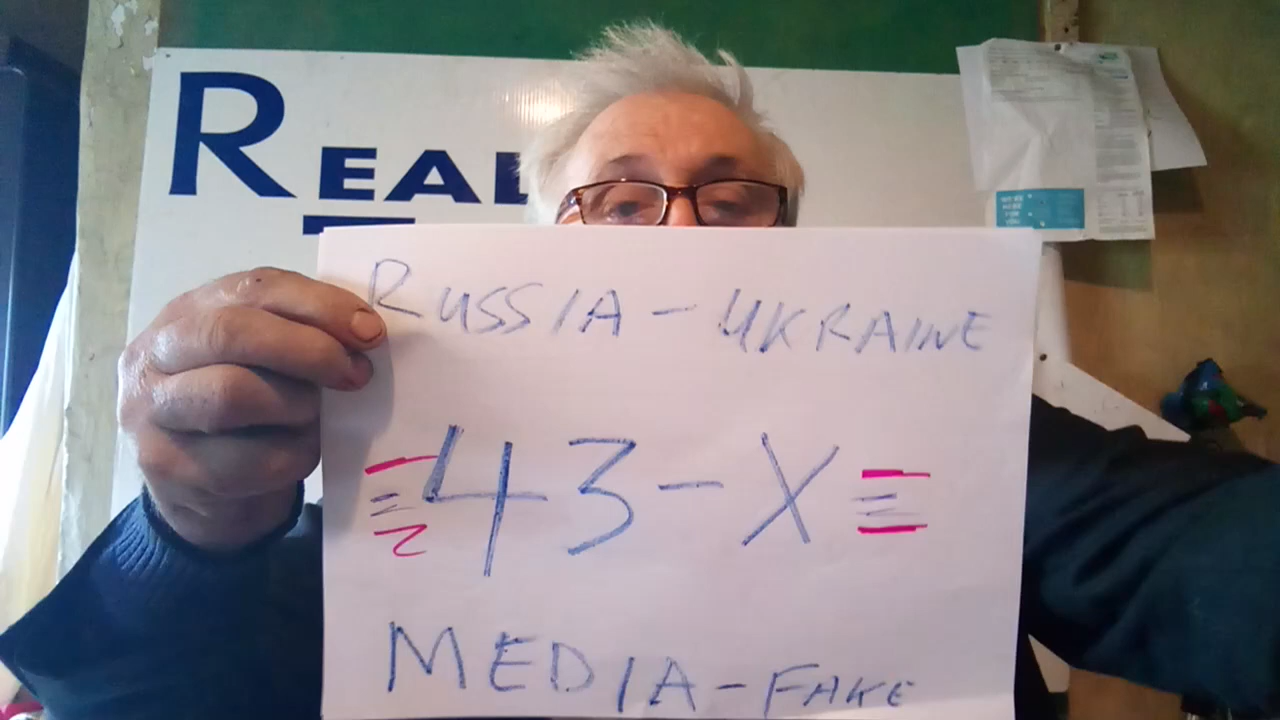 REAL
RUSSIA - UKRAINE
43 - X
MEDIA - FAKE